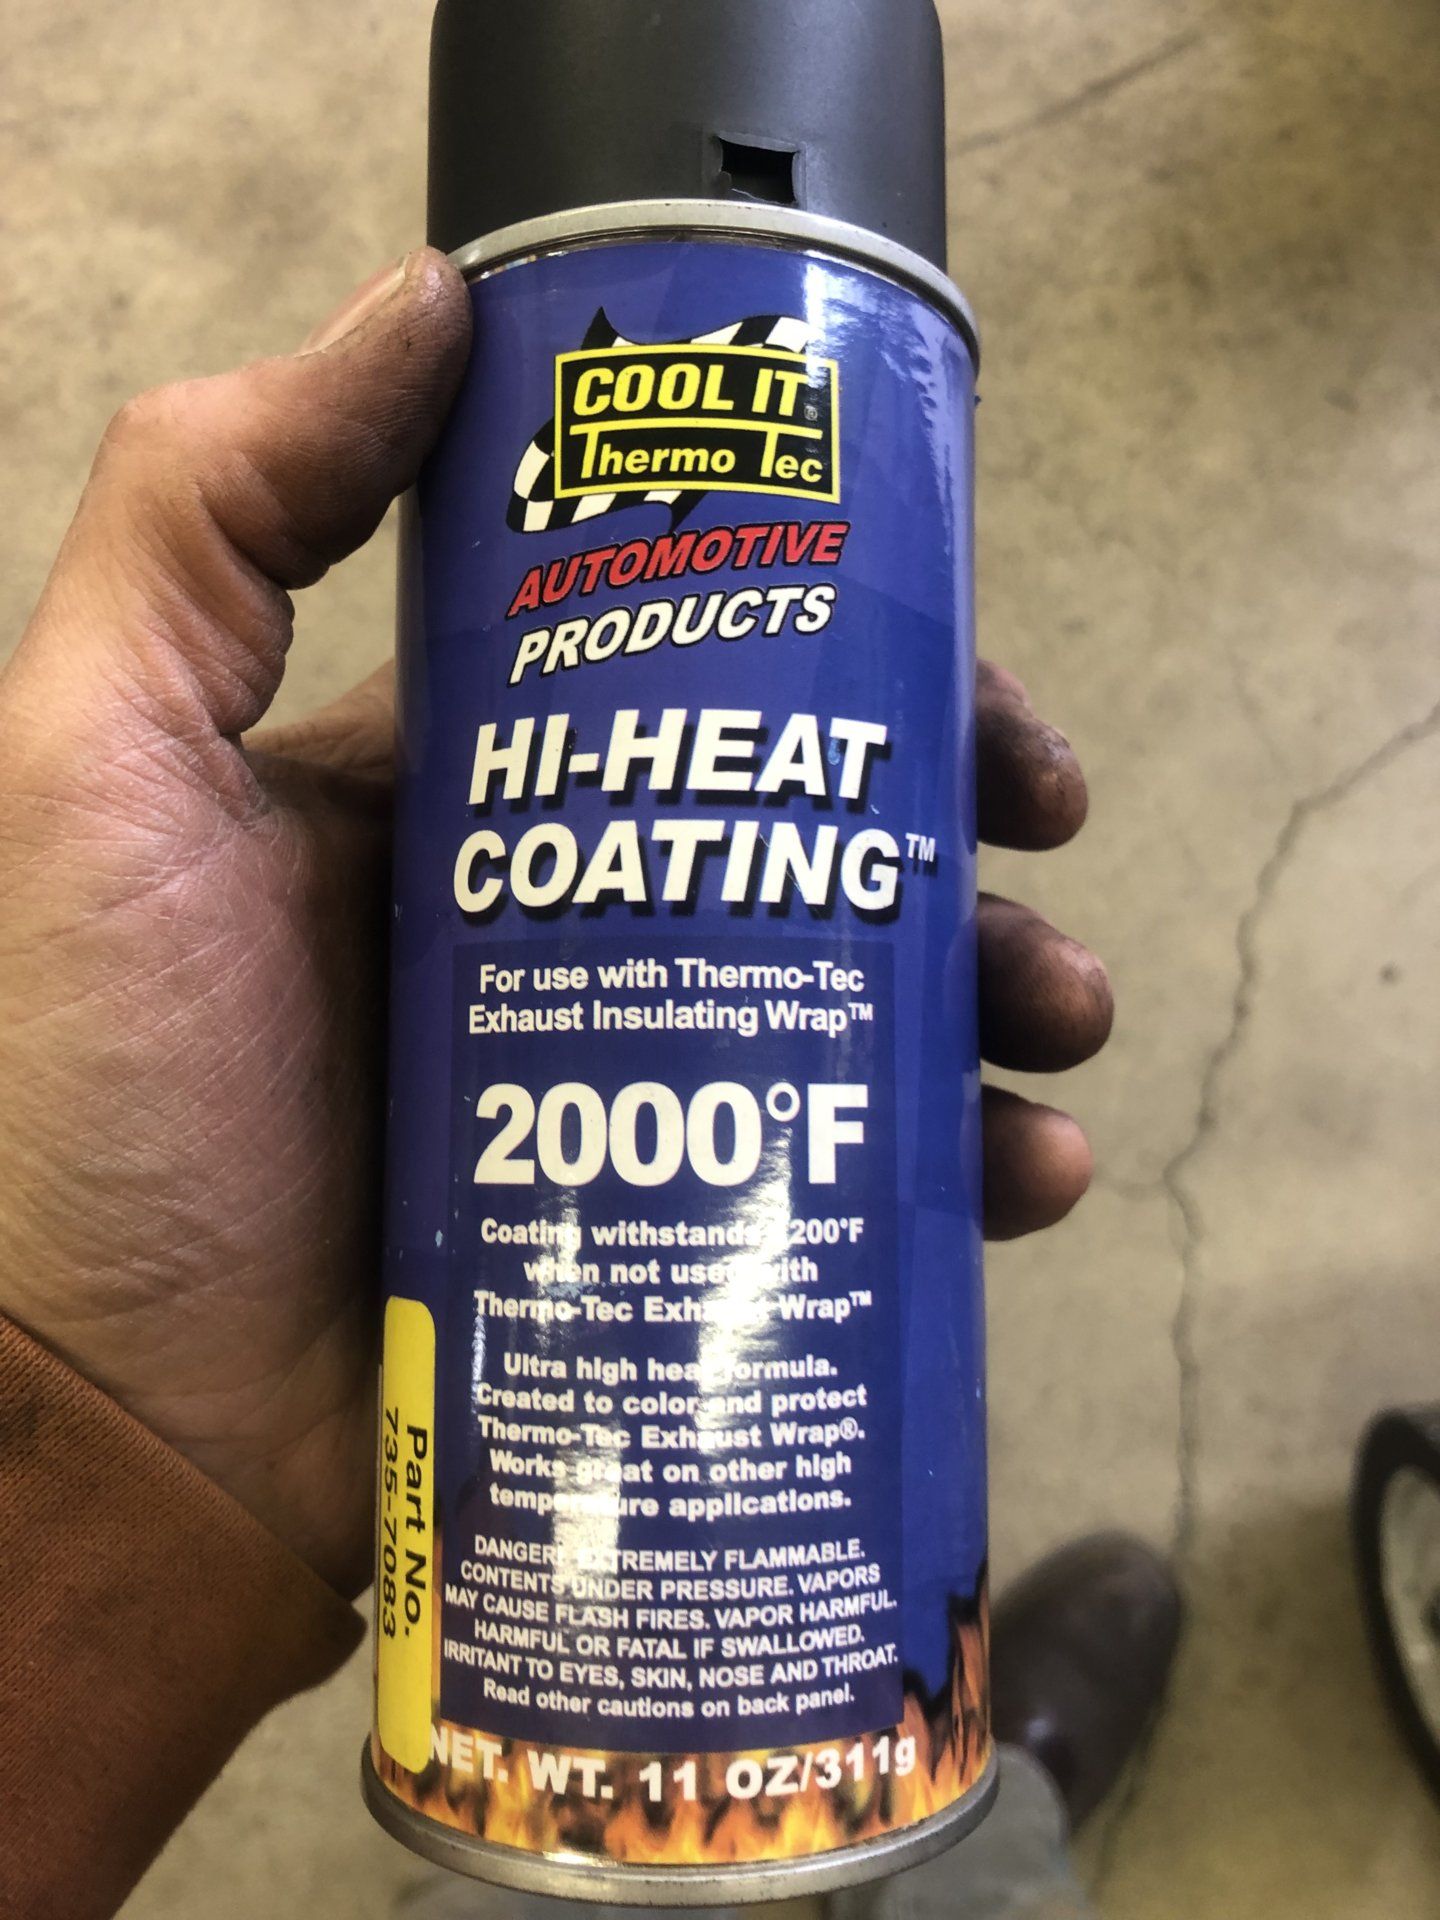 COOL IT®
Thermo Tec
AUTOMOTIVE
PRODUCTS
HI-HEAT
COATING™
For use with Thermo-Tec
Exhaust Insulating Wrap™
2000°F
Coating withstands
when not used with
Thermo-Tec Exhaust Wrap™
Ultra high heat formula.
Created to color and protect
Thermo-Tec Exhaust Wrap®.
Works great on other high
temperature applications.
DANGER! EXTREMELY FLAMMABLE.
CONTENTS UNDER PRESSURE. VAPORS
MAY CAUSE FLASH FIRES. VAPOR HARMFUL.
HARMFUL OR FATAL IF SWALLOWED.
IRRITANT TO EYES, SKIN, NOSE AND THROAT.
Read other cautions on back panel.
NET. WT. 11 OZ/311g
Part No.
735-7083